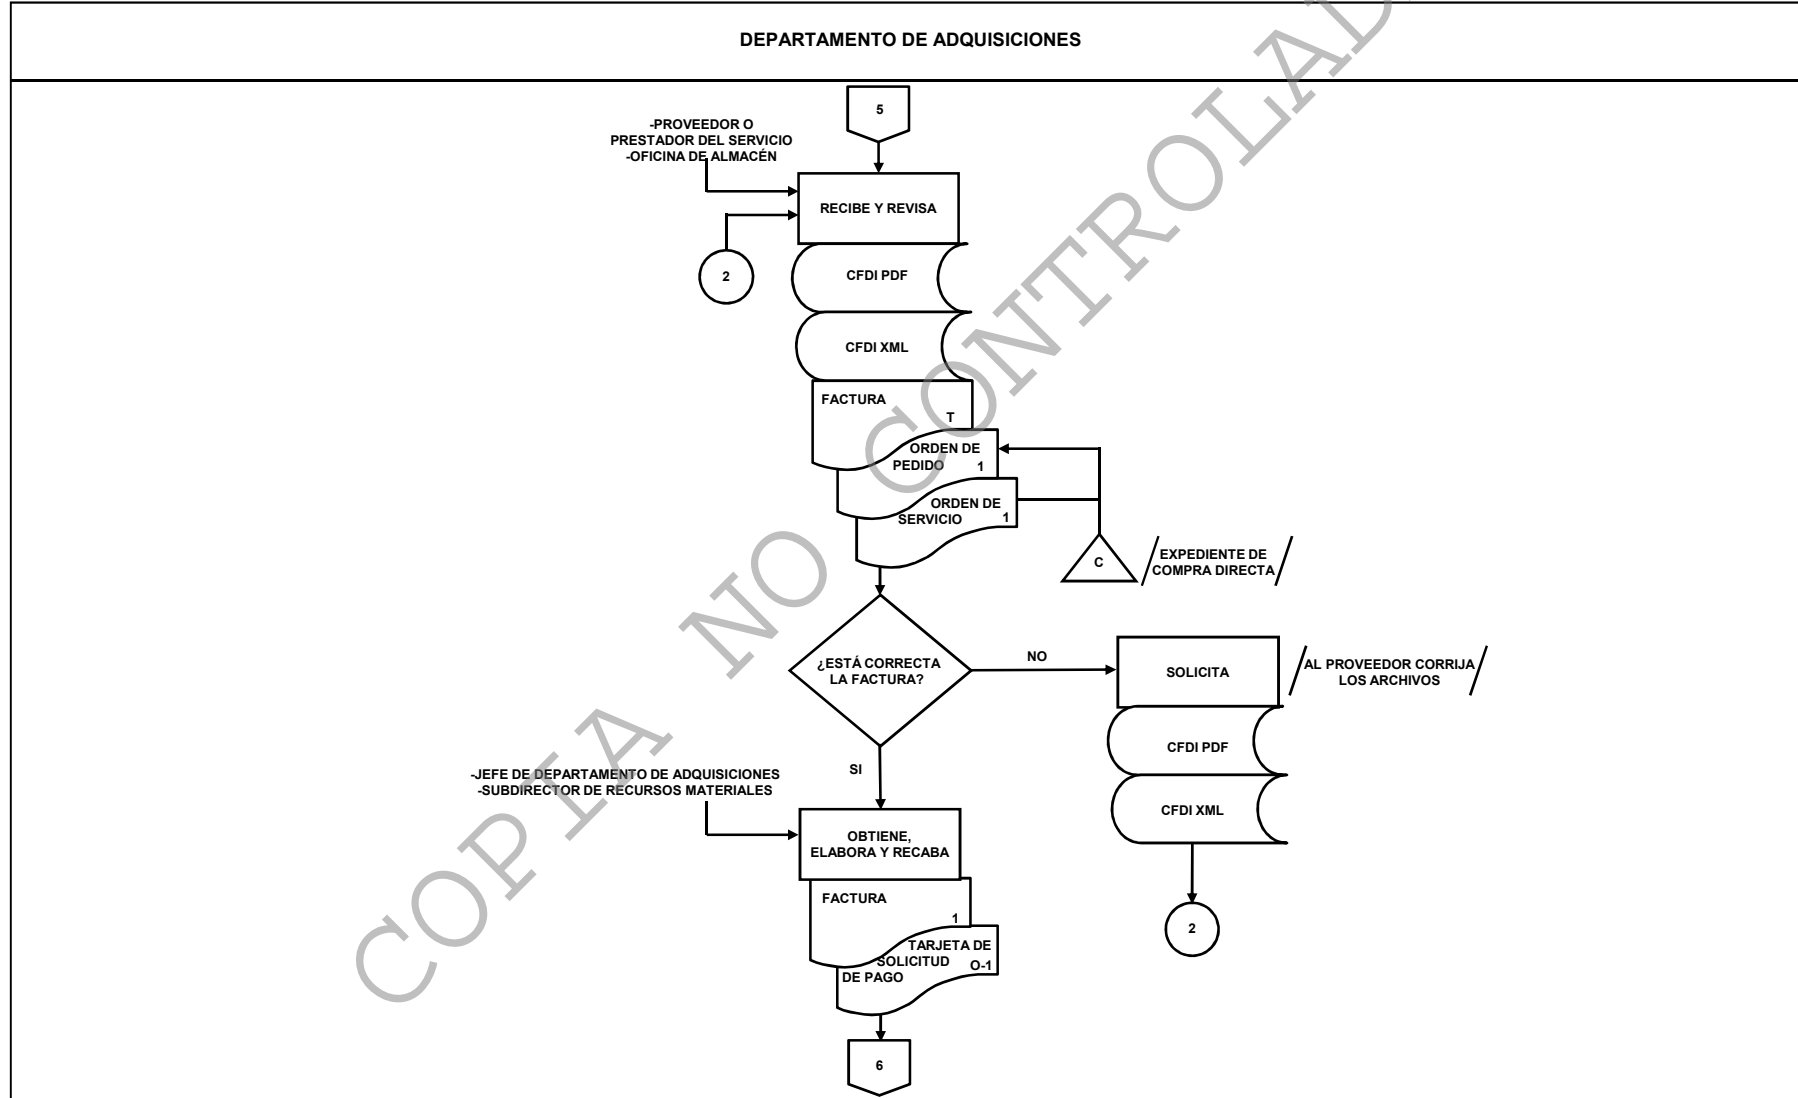 DEPARTAMENTO DE ADQUISICIONES
5
-PROVEEDOR O
PRESTADOR DEL SERVICIO
-OFICINA DE ALMACÉN
RECIBE Y REVISA
2
CFDI PDF
CFDI XML
FACTURA
T
ORDEN DE
PEDIDO 1
ORDEN DE
SERVICIO 1
C
EXPEDIENTE DE
COMPRA DIRECTA
¿ESTÁ CORRECTA
LA FACTURA?
NO
SOLICITA
AL PROVEEDOR CORRIJA
LOS ARCHIVOS
CFDI PDF
CFDI XML
2
SI
-JEFE DE DEPARTAMENTO DE ADQUISICIONES
-SUBDIRECTOR DE RECURSOS MATERIALES
OBTIENE,
ELABORA Y RECABA
FACTURA
1
TARJETA DE
SOLICITUD O-1
DE PAGO
6
COPIA NO CONTROLAD